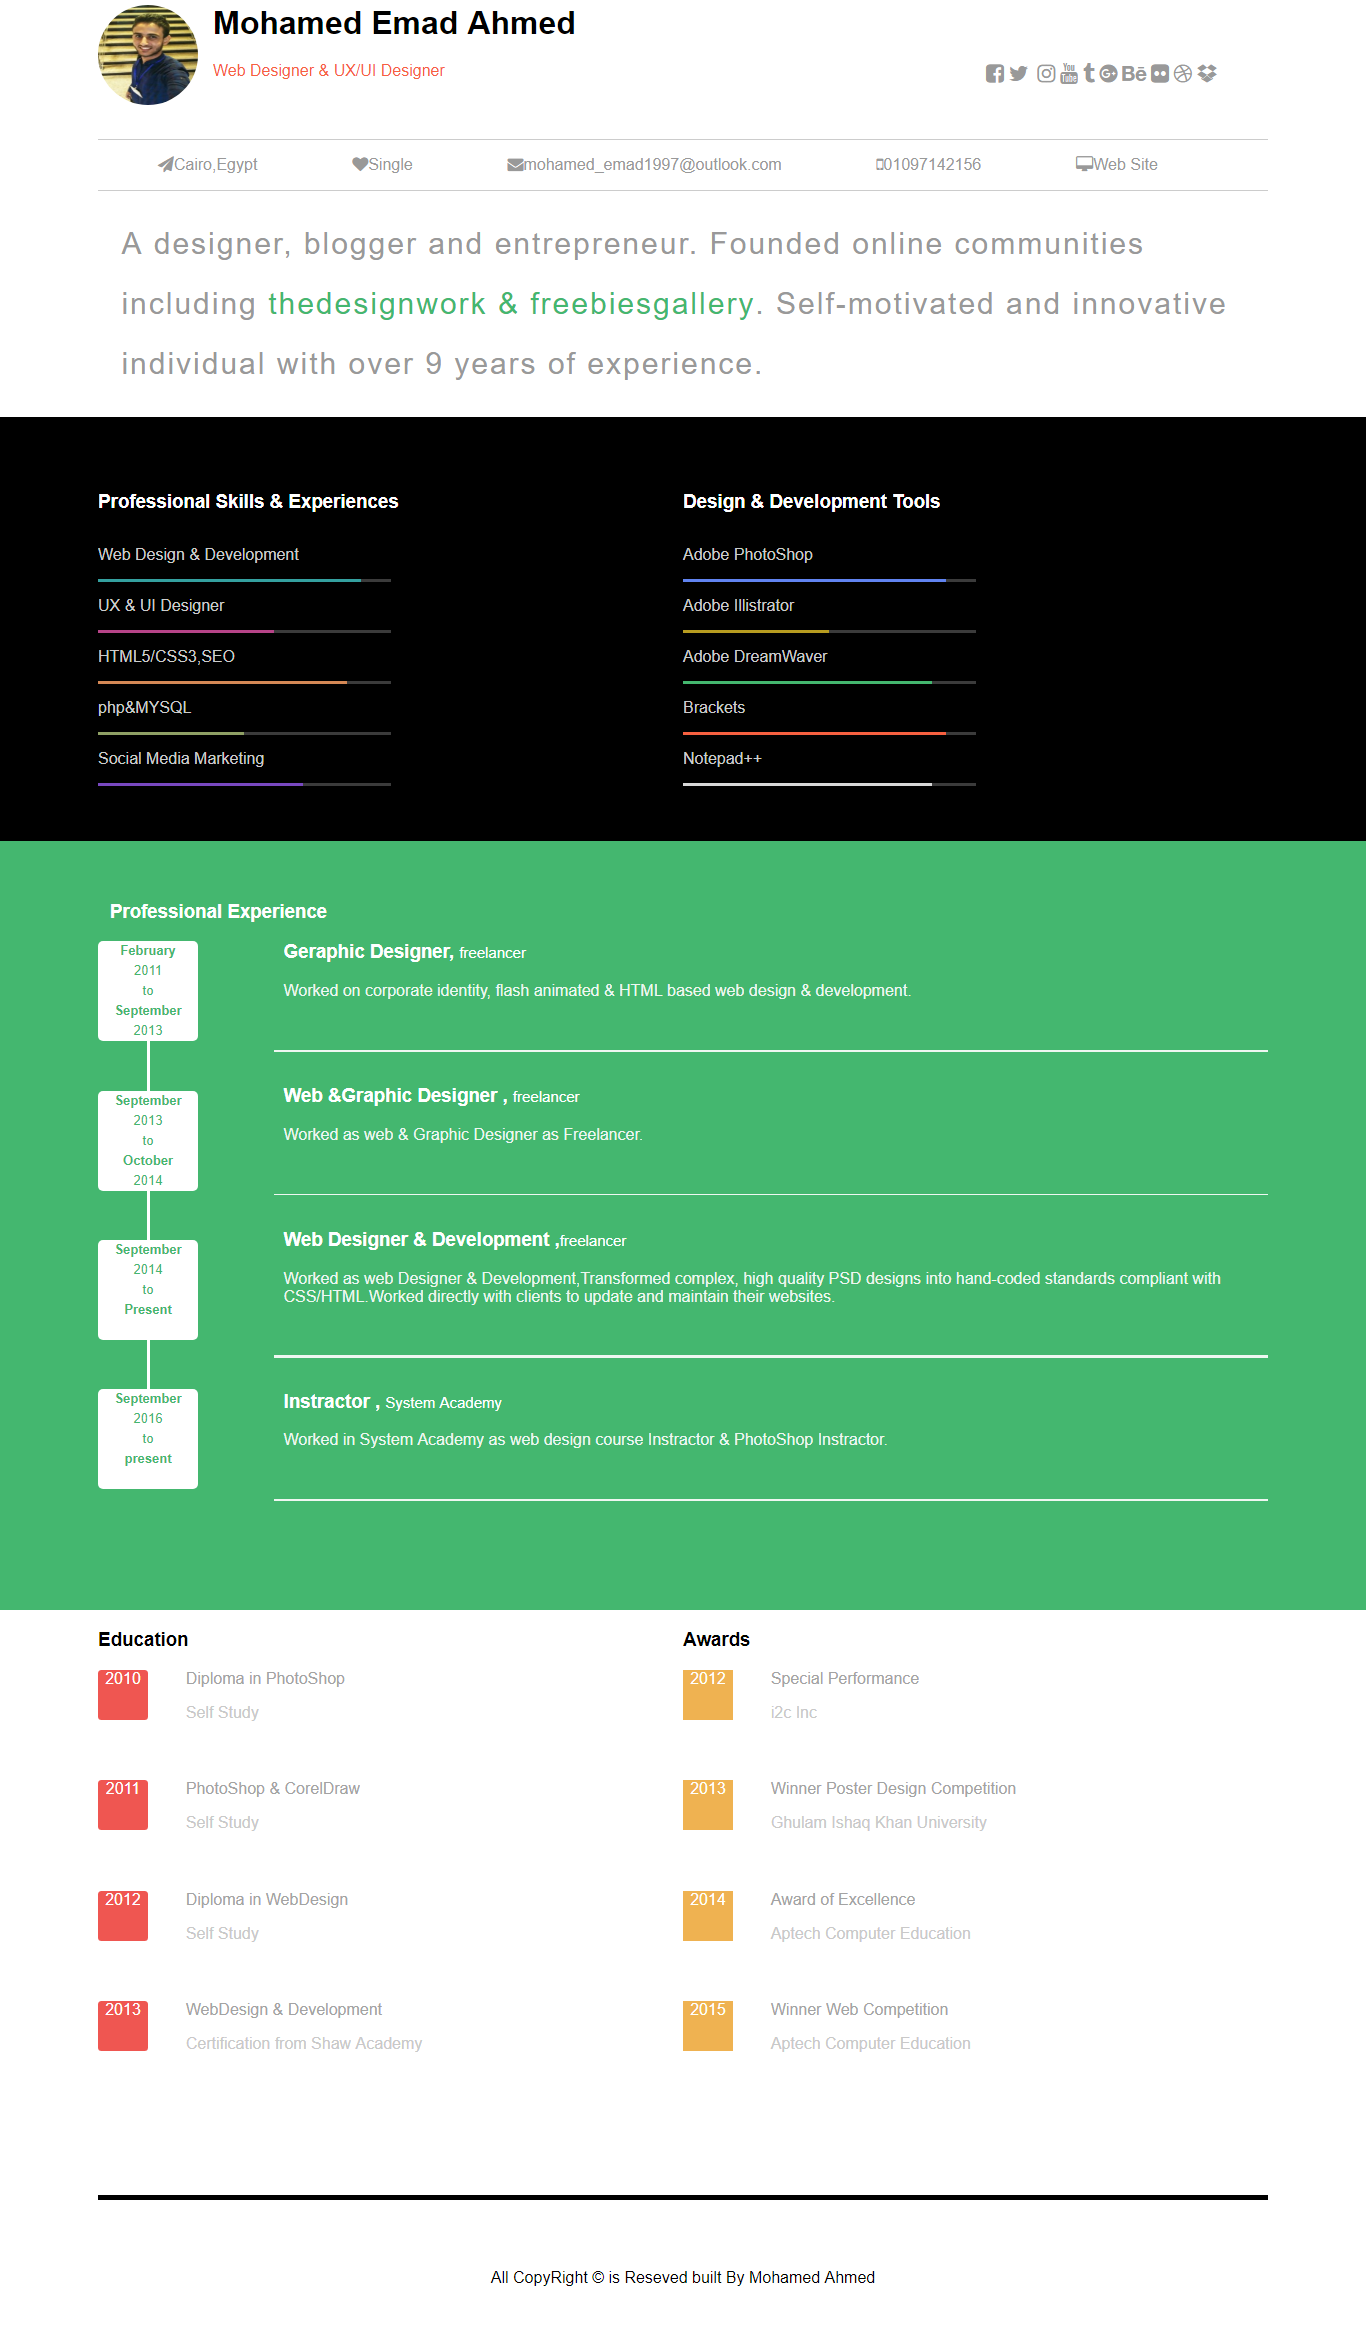 Mohamed Emad Ahmed
Web Designer & UX/UI Designer
You
Tube
t
G+
Bē
Cairo,Egypt
Single
mohamed_emad1997@outlook.com
01097142156
Web Site
A designer, blogger and entrepreneur. Founded online communities
including thedesignwork & freebiesgallery. Self-motivated and innovative
individual with over 9 years of experience.
Professional Skills & Experiences
Web Design & Development
UX & UI Designer
HTML5/CSS3,SEO
php&MYSQL
Social Media Marketing
Design & Development Tools
Adobe PhotoShop
Adobe Illistrator
Adobe DreamWaver
Brackets
Notepad++
Professional Experience
February
2011
to
September
2013
Geraphic Designer, freelancer
Worked on corporate identity, flash animated & HTML based web design & development.
September
2013
to
October
2014
Web &Graphic Designer , freelancer
Worked as web & Graphic Designer as Freelancer.
September
2014
to
Present
Web Designer & Development ,freelancer
Worked as web Designer & Development,Transformed complex, high quality PSD designs into hand-coded standards compliant with
CSS/HTML.Worked directly with clients to update and maintain their websites.
September
2016
to
present
Instractor , System Academy
Worked in System Academy as web design course Instractor & PhotoShop Instractor.
Education
2010
Diploma in PhotoShop
Self Study
2011
PhotoShop & CorelDraw
Self Study
2012
Diploma in WebDesign
Self Study
2013
WebDesign & Development
Certification from Shaw Academy
Awards
2012
Special Performance
i2c Inc
2013
Winner Poster Design Competition
Ghulam Ishaq Khan University
2014
Award of Excellence
Aptech Computer Education
2015
Winner Web Competition
Aptech Computer Education
All CopyRight © is Reseved built By Mohamed Ahmed